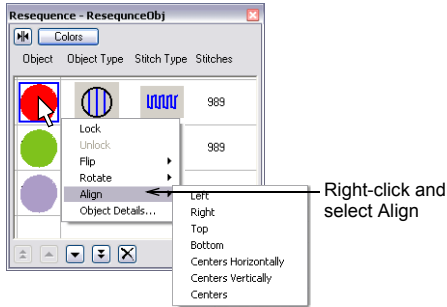 Resequence - ResequnceObj
Colors
Object Object Type Stitch Type Stitches
989
Lock
Unlock
989
Flip
Rotate
Align
Object Details...
Left
Right
Top
Bottom
Centers Horizontally
Centers Vertically
Centers
Right-click and
select Align